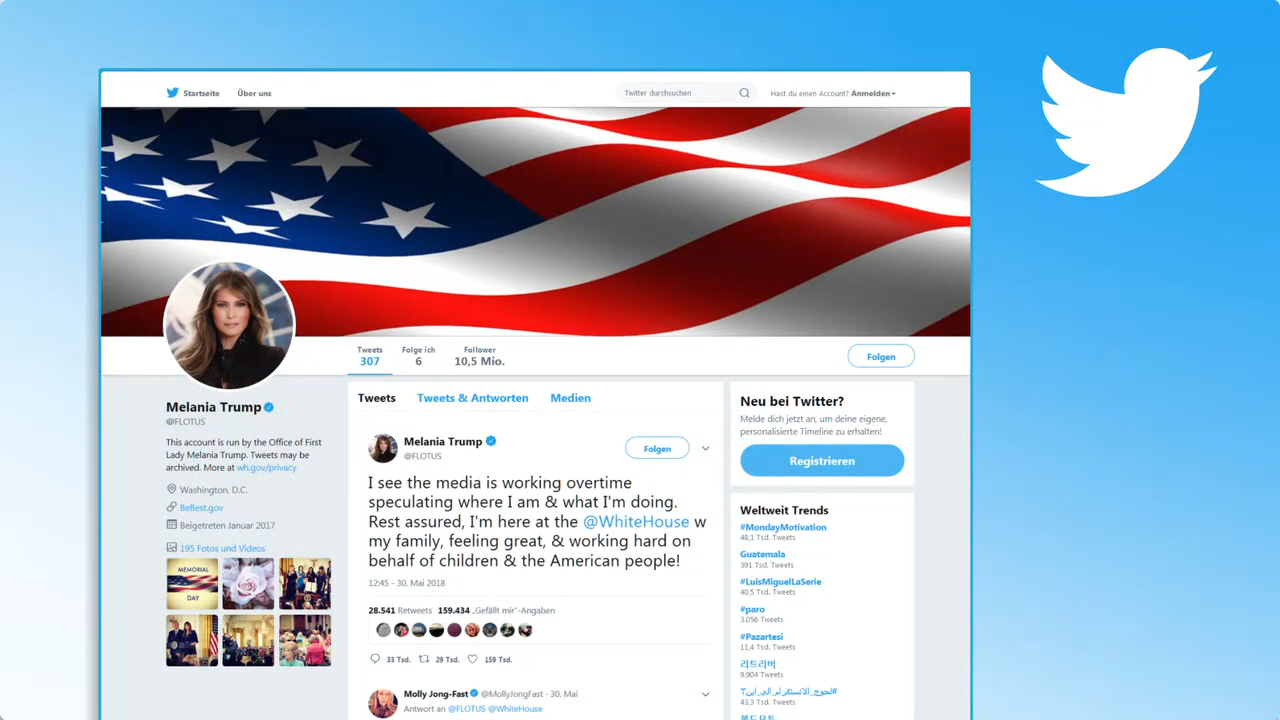 Startseite Über uns
Twitter durchsuchen
Hast du einen Account? Anmelden
Tweets Folge ich Follower
307 6 10,5 Mio.
Folgen
Melania Trump
@FLOTUS
This account is run by the Office of First
Lady Melania Trump. Tweets may be
archived. More at wh.gov/privacy
Washington, D.C.
BeBest.gov
Beigetreten Januar 2017
195 Fotos und Videos
MEMORIAL
DAY
Tweets Tweets & Antworten Medien
Melania Trump
@FLOTUS
Folgen
I see the media is working overtime
speculating where I am & what I'm doing.
Rest assured, I'm here at the @WhiteHouse w
my family, feeling great, & working hard on
behalf of children & the American people!
12:45 - 30. Mai 2018
28.541 Retweets 159.434 „Gefällt mir“-Angaben
33 Tsd. 29 Tsd. 159 Tsd.
Molly Jong-Fast @MollyJongFast · 30. Mai
Antwort an @FLOTUS @WhiteHouse
Neu bei Twitter?
Melde dich jetzt an, um deine eigene,
personalisierte Timeline zu erhalten!
Registrieren
Weltweit Trends
#MondayMotivation
48,1 Tsd. Tweets
Guatemala
391 Tsd. Tweets
#LuisMiguelLaSerie
40,5 Tsd. Tweets
#paro
3.056 Tweets
#Pazartesi
11,4 Tsd. Tweets
리트리버
9.904 Tweets
43,3 Tsd. Tweets